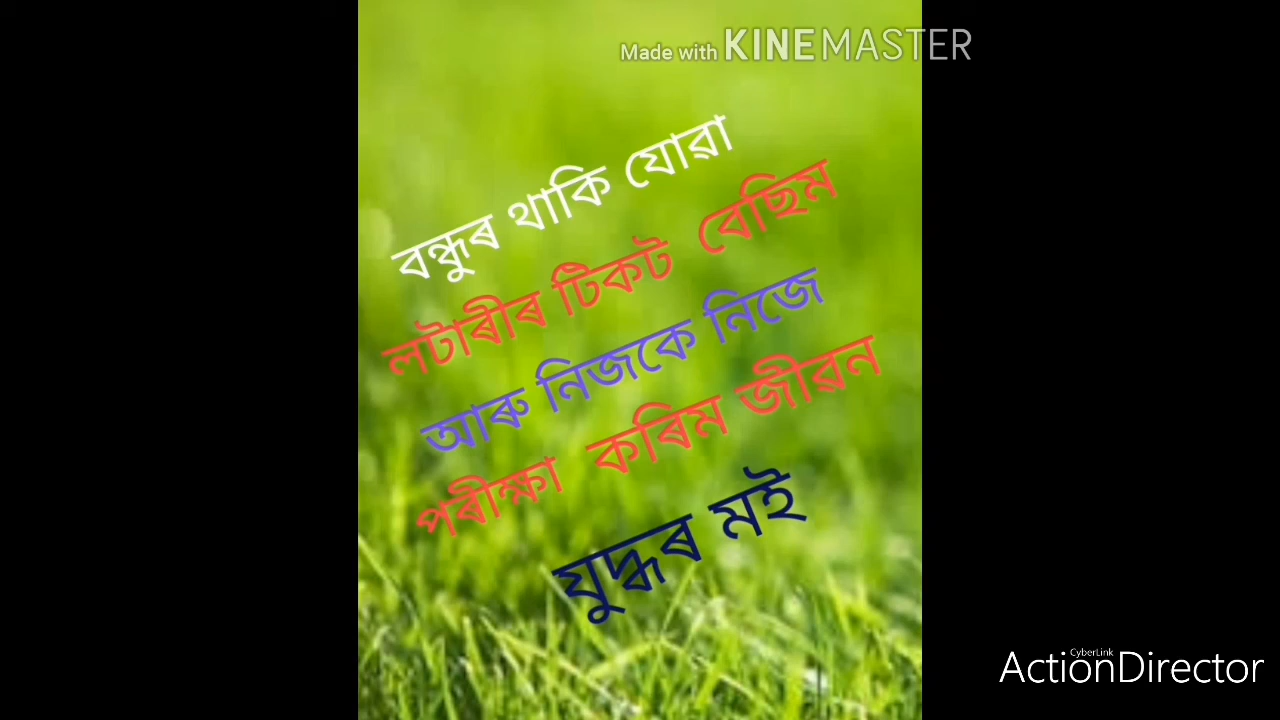 Made with KINEMASTER
বন্ধুৰ থাকি যোৱা
লটাৰীৰ টিকট বেছিম
আৰু নিজকে নিজে
পৰীক্ষা কৰিম জীৱন
যুদ্ধৰ মই
CyberLink
ActionDirector